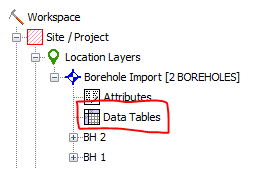 Workspace
Site / Project
Location Layers
Borehole Import [2 BOREHOLES]
Attributes
Data Tables
BH 2
BH 1